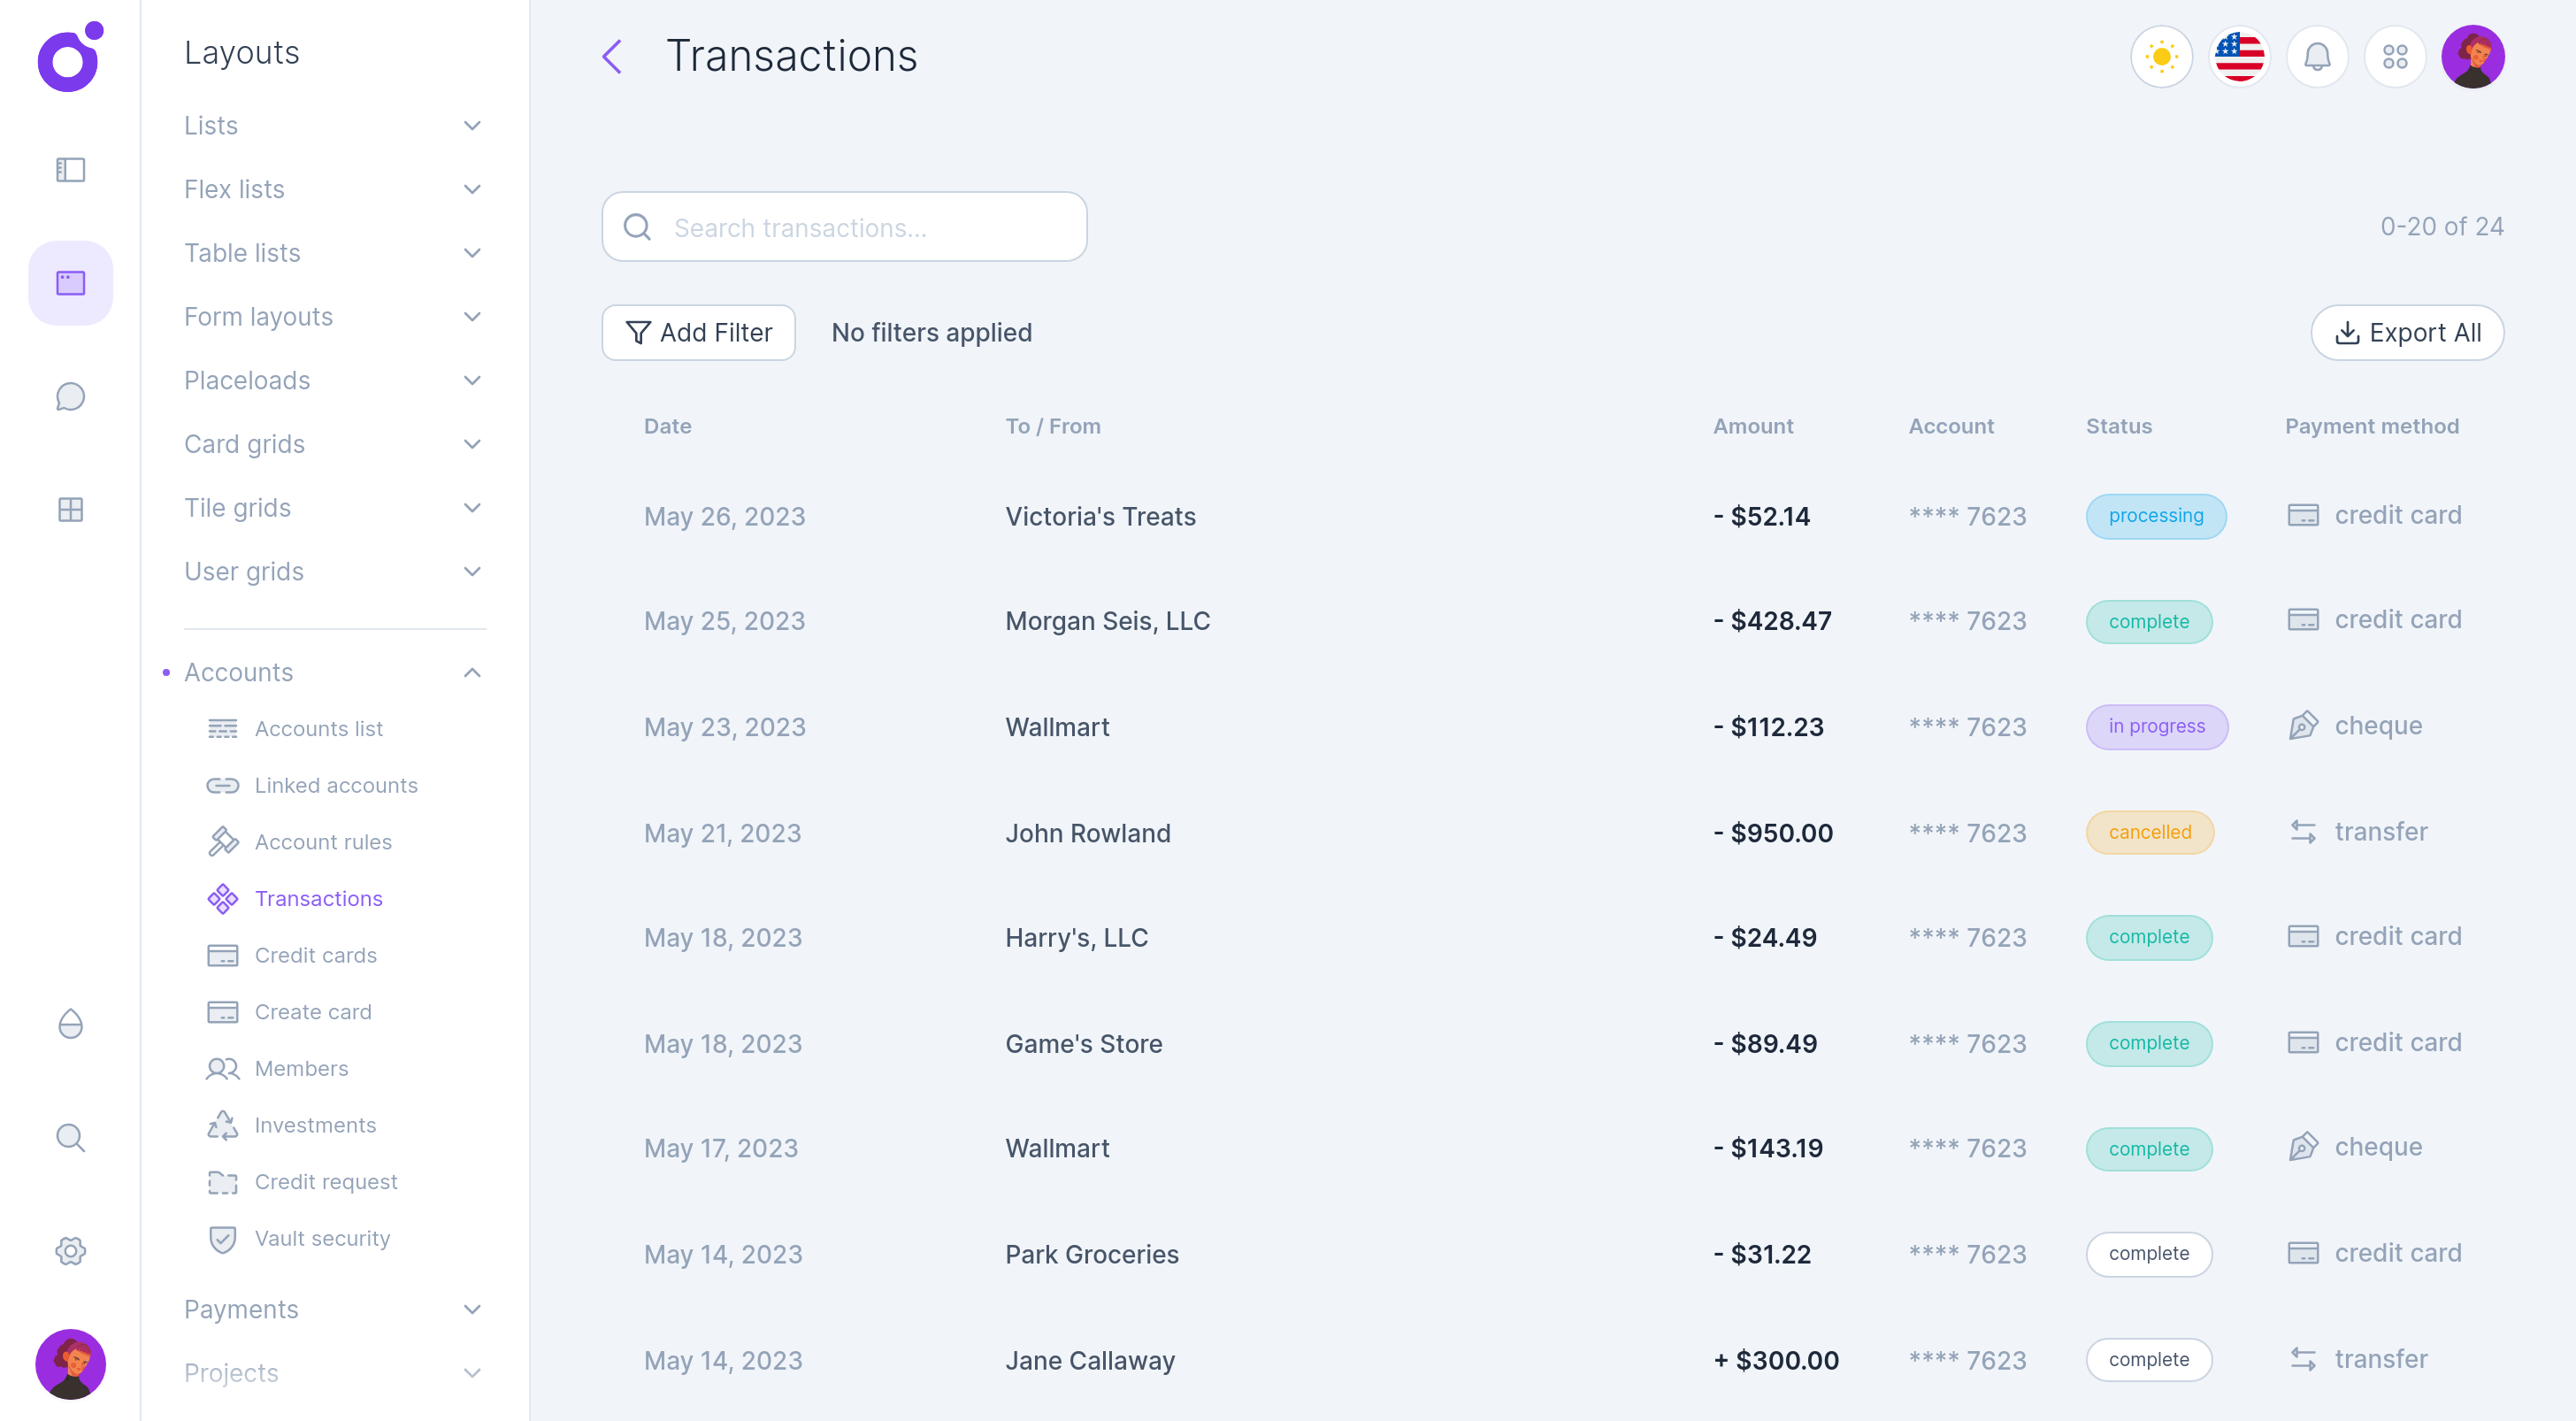 Layouts
Lists
Flex lists
Table lists
Form layouts
Placeloads
Card grids
Tile grids
User grids
Accounts
Accounts list
Linked accounts
Account rules
Transactions
Credit cards
Create card
Members
Investments
Credit request
Vault security
Payments
Projects
Transactions
Search transactions...
0-20 of 24
Add Filter
No filters applied
Export All
Date To / From Amount Account Status Payment method
May 26, 2023 Victoria's Treats - $52.14 **** 7623 processing credit card
May 25, 2023 Morgan Seis, LLC - $428.47 **** 7623 complete credit card
May 23, 2023 Wallmart - $112.23 **** 7623 in progress cheque
May 21, 2023 John Rowland - $950.00 **** 7623 cancelled transfer
May 18, 2023 Harry's, LLC - $24.49 **** 7623 complete credit card
May 18, 2023 Game's Store - $89.49 **** 7623 complete credit card
May 17, 2023 Wallmart - $143.19 **** 7623 complete cheque
May 14, 2023 Park Groceries - $31.22 **** 7623 complete credit card
May 14, 2023 Jane Callaway + $300.00 **** 7623 complete transfer